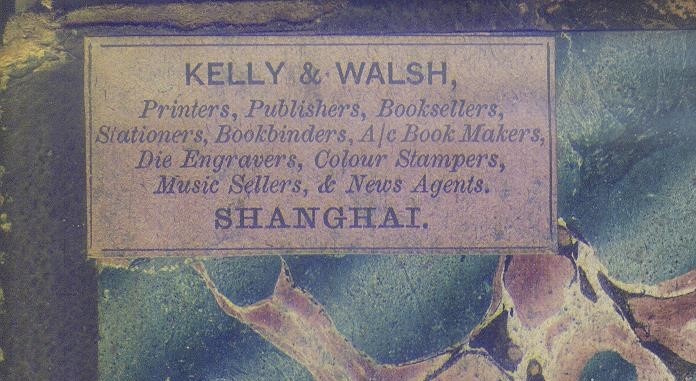 KELLY & WALSH,
Printers, Publishers, Booksellers,
Stationers, Bookbinders, A/c Book Makers,
Die Engravers, Colour Stampers,
Music Sellers, & News Agents.
SHANGHAI.